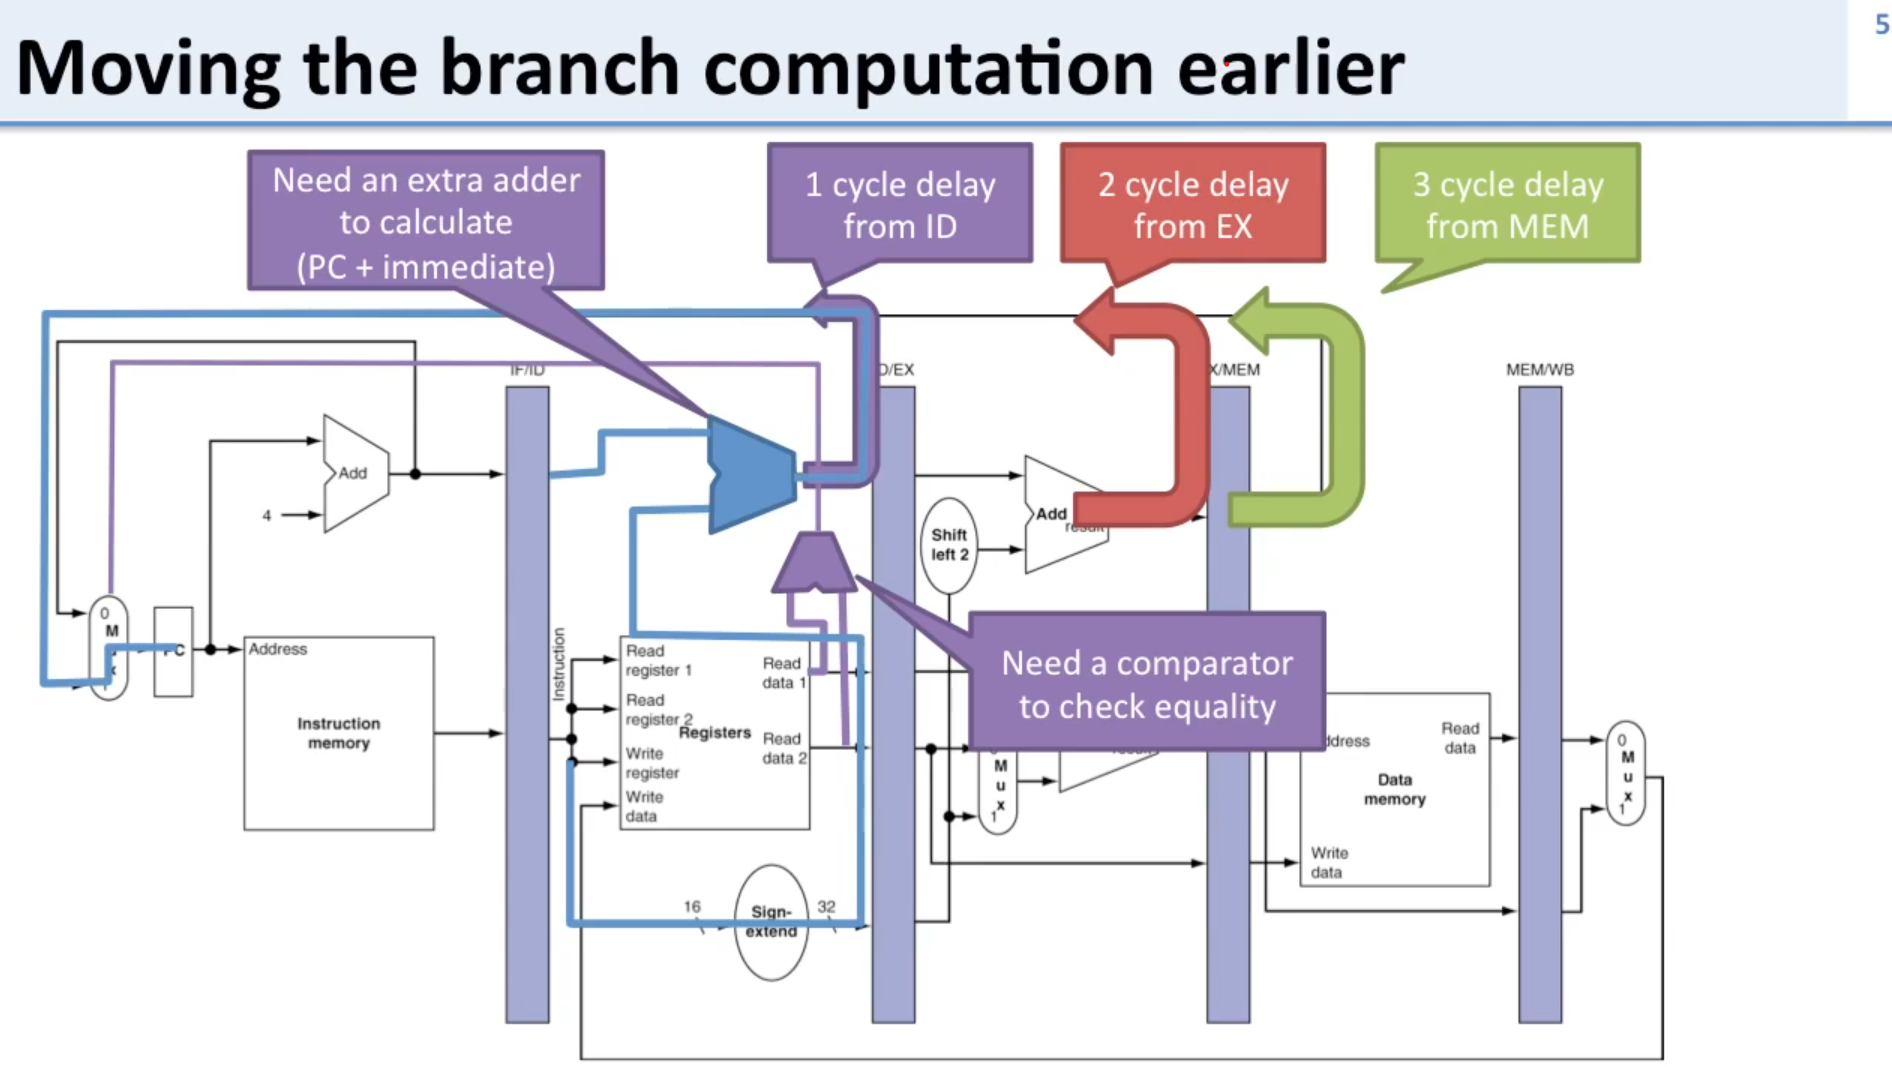 Moving the branch computation earlier
5
Need an extra adder
to calculate
(PC + immediate)
1 cycle delay
from ID
2 cycle delay
from EX
3 cycle delay
from MEM
IF/ID
D/EX
X/MEM
MEM/WB
Add
4
Add
result
Shift
left 2
0
M
x
1
PC
Address
Instruction
memory
Instruction
Read
register 1
Read
register 2
Write
register
Write
data
Registers
Read
data 1
Read
data 2
Need a comparator
to check equality
M
u
x
1
ddress
Read
data
Data
memory
Write
data
0
M
u
x
1
16
Sign-
extend
32